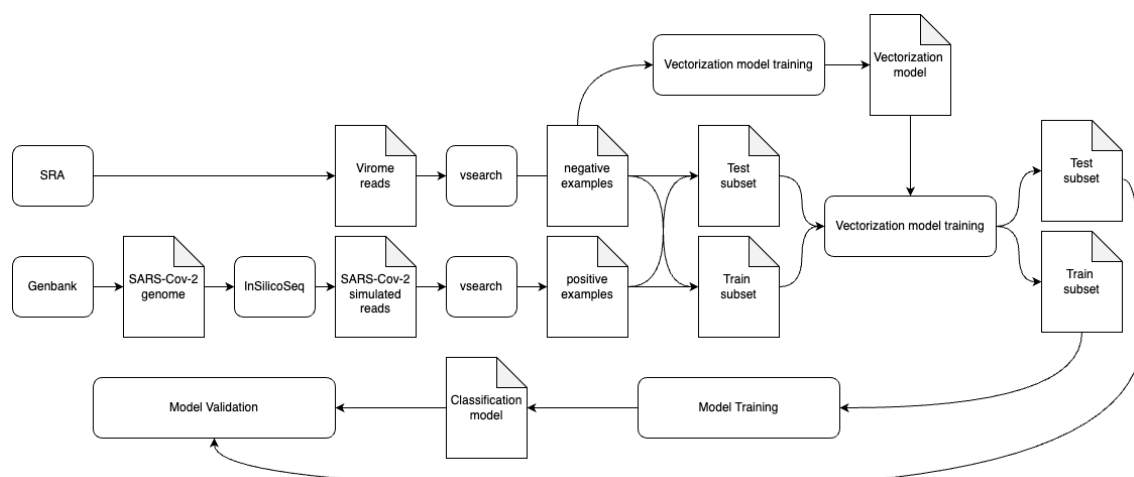 Vectorization model training
Vectorization
model
SRA
Virome
reads
vsearch
negative
examples
Test
subset
Vectorization model training
Test
subset
Genbank
SARS-Cov-2
genome
InSilicoSeq
SARS-Cov-2
simulated
reads
vsearch
positive
examples
Train
subset
Train
subset
Model Validation
Classification
model
Model Training